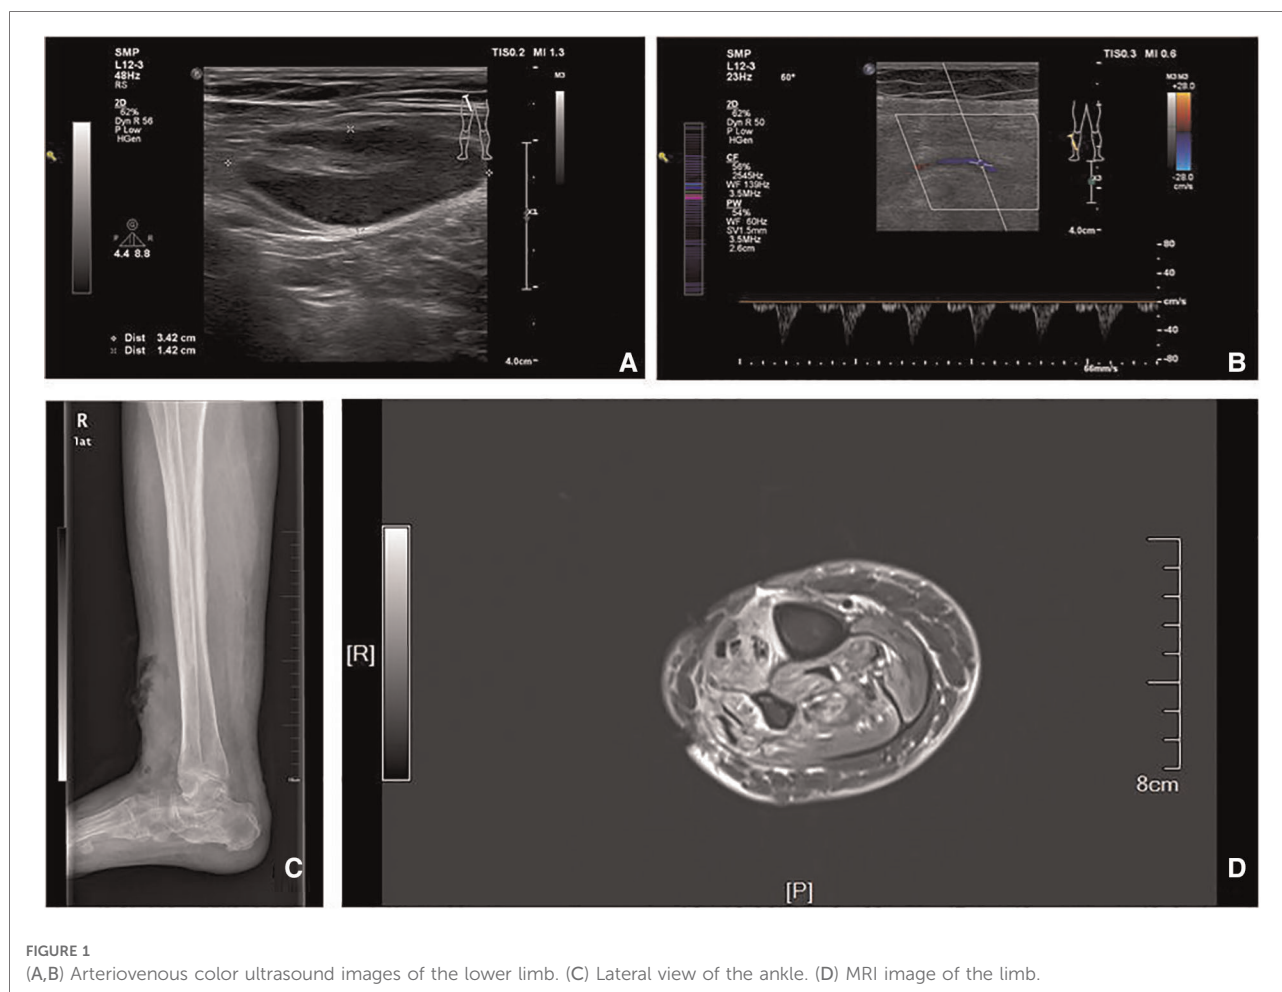 SMP
TIS0.2 MI 1.3
L12-3
48Hz
RS
M3
2D
62%
Dyn R 56
P Low
HGen
P R
4.4 8.8
Dist 3.42 cm
Dist 1.42 cm
4.0cm
A
SMP
TIS0.3 MI 0.6
L12-3
23Hz 60°
M3 M3
+28.0
2D
62%
Dyn R 50
P Low
HGen
CF
58%
2545Hz
WF 139Hz
3.5MHz
PW
54%
WF 60Hz
SV1.5mm
3.5MHz
2.6cm
-28.0
cm/s
4.0cm
80
40
cm/s
-40
-80
66mm/s
B
R
lat
C
[R]
8cm
[P]
D
FIGURE 1
(A,B) Arteriovenous color ultrasound images of the lower limb. (C) Lateral view of the ankle. (D) MRI image of the limb.